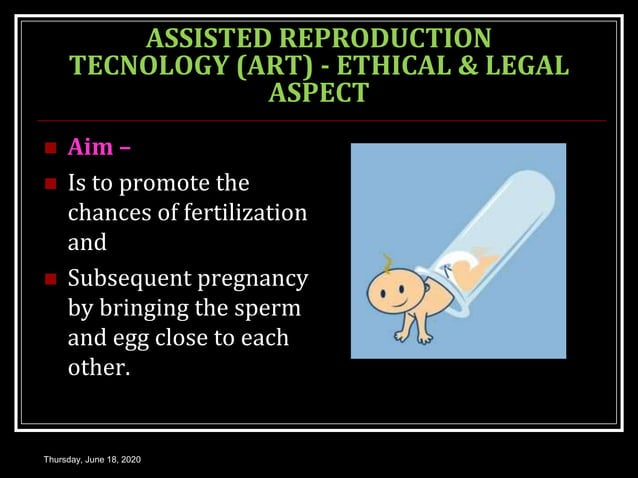 ASSISTED REPRODUCTION
TECNOLOGY (ART) - ETHICAL & LEGAL
ASPECT
Aim –
Is to promote the
chances of fertilization
and
Subsequent pregnancy
by bringing the sperm
and egg close to each
other.
Thursday, June 18, 2020